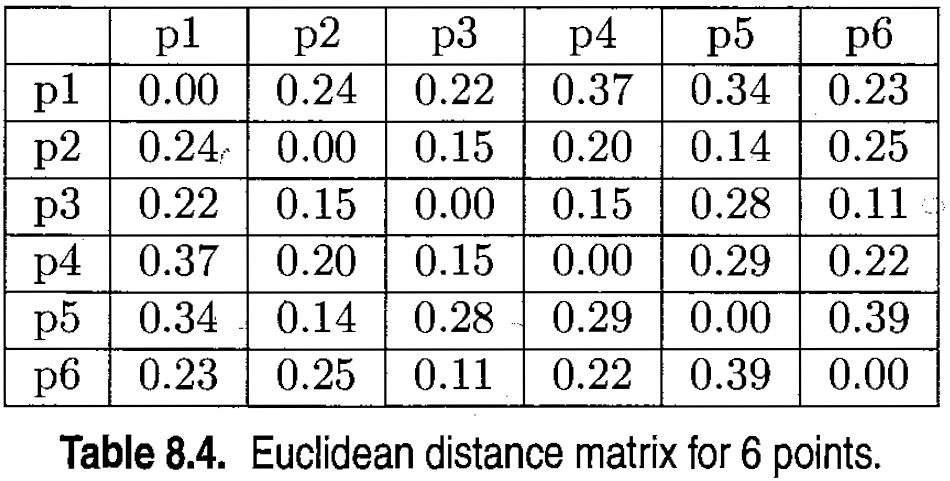 p1 p2 p3 p4 p5 p6
p1 0.00 0.24 0.22 0.37 0.34 0.23
p2 0.24 0.00 0.15 0.20 0.14 0.25
p3 0.22 0.15 0.00 0.15 0.28 0.11
p4 0.37 0.20 0.15 0.00 0.29 0.22
p5 0.34 0.14 0.28 0.29 0.00 0.39
p6 0.23 0.25 0.11 0.22 0.39 0.00
Table 8.4. Euclidean distance matrix for 6 points.